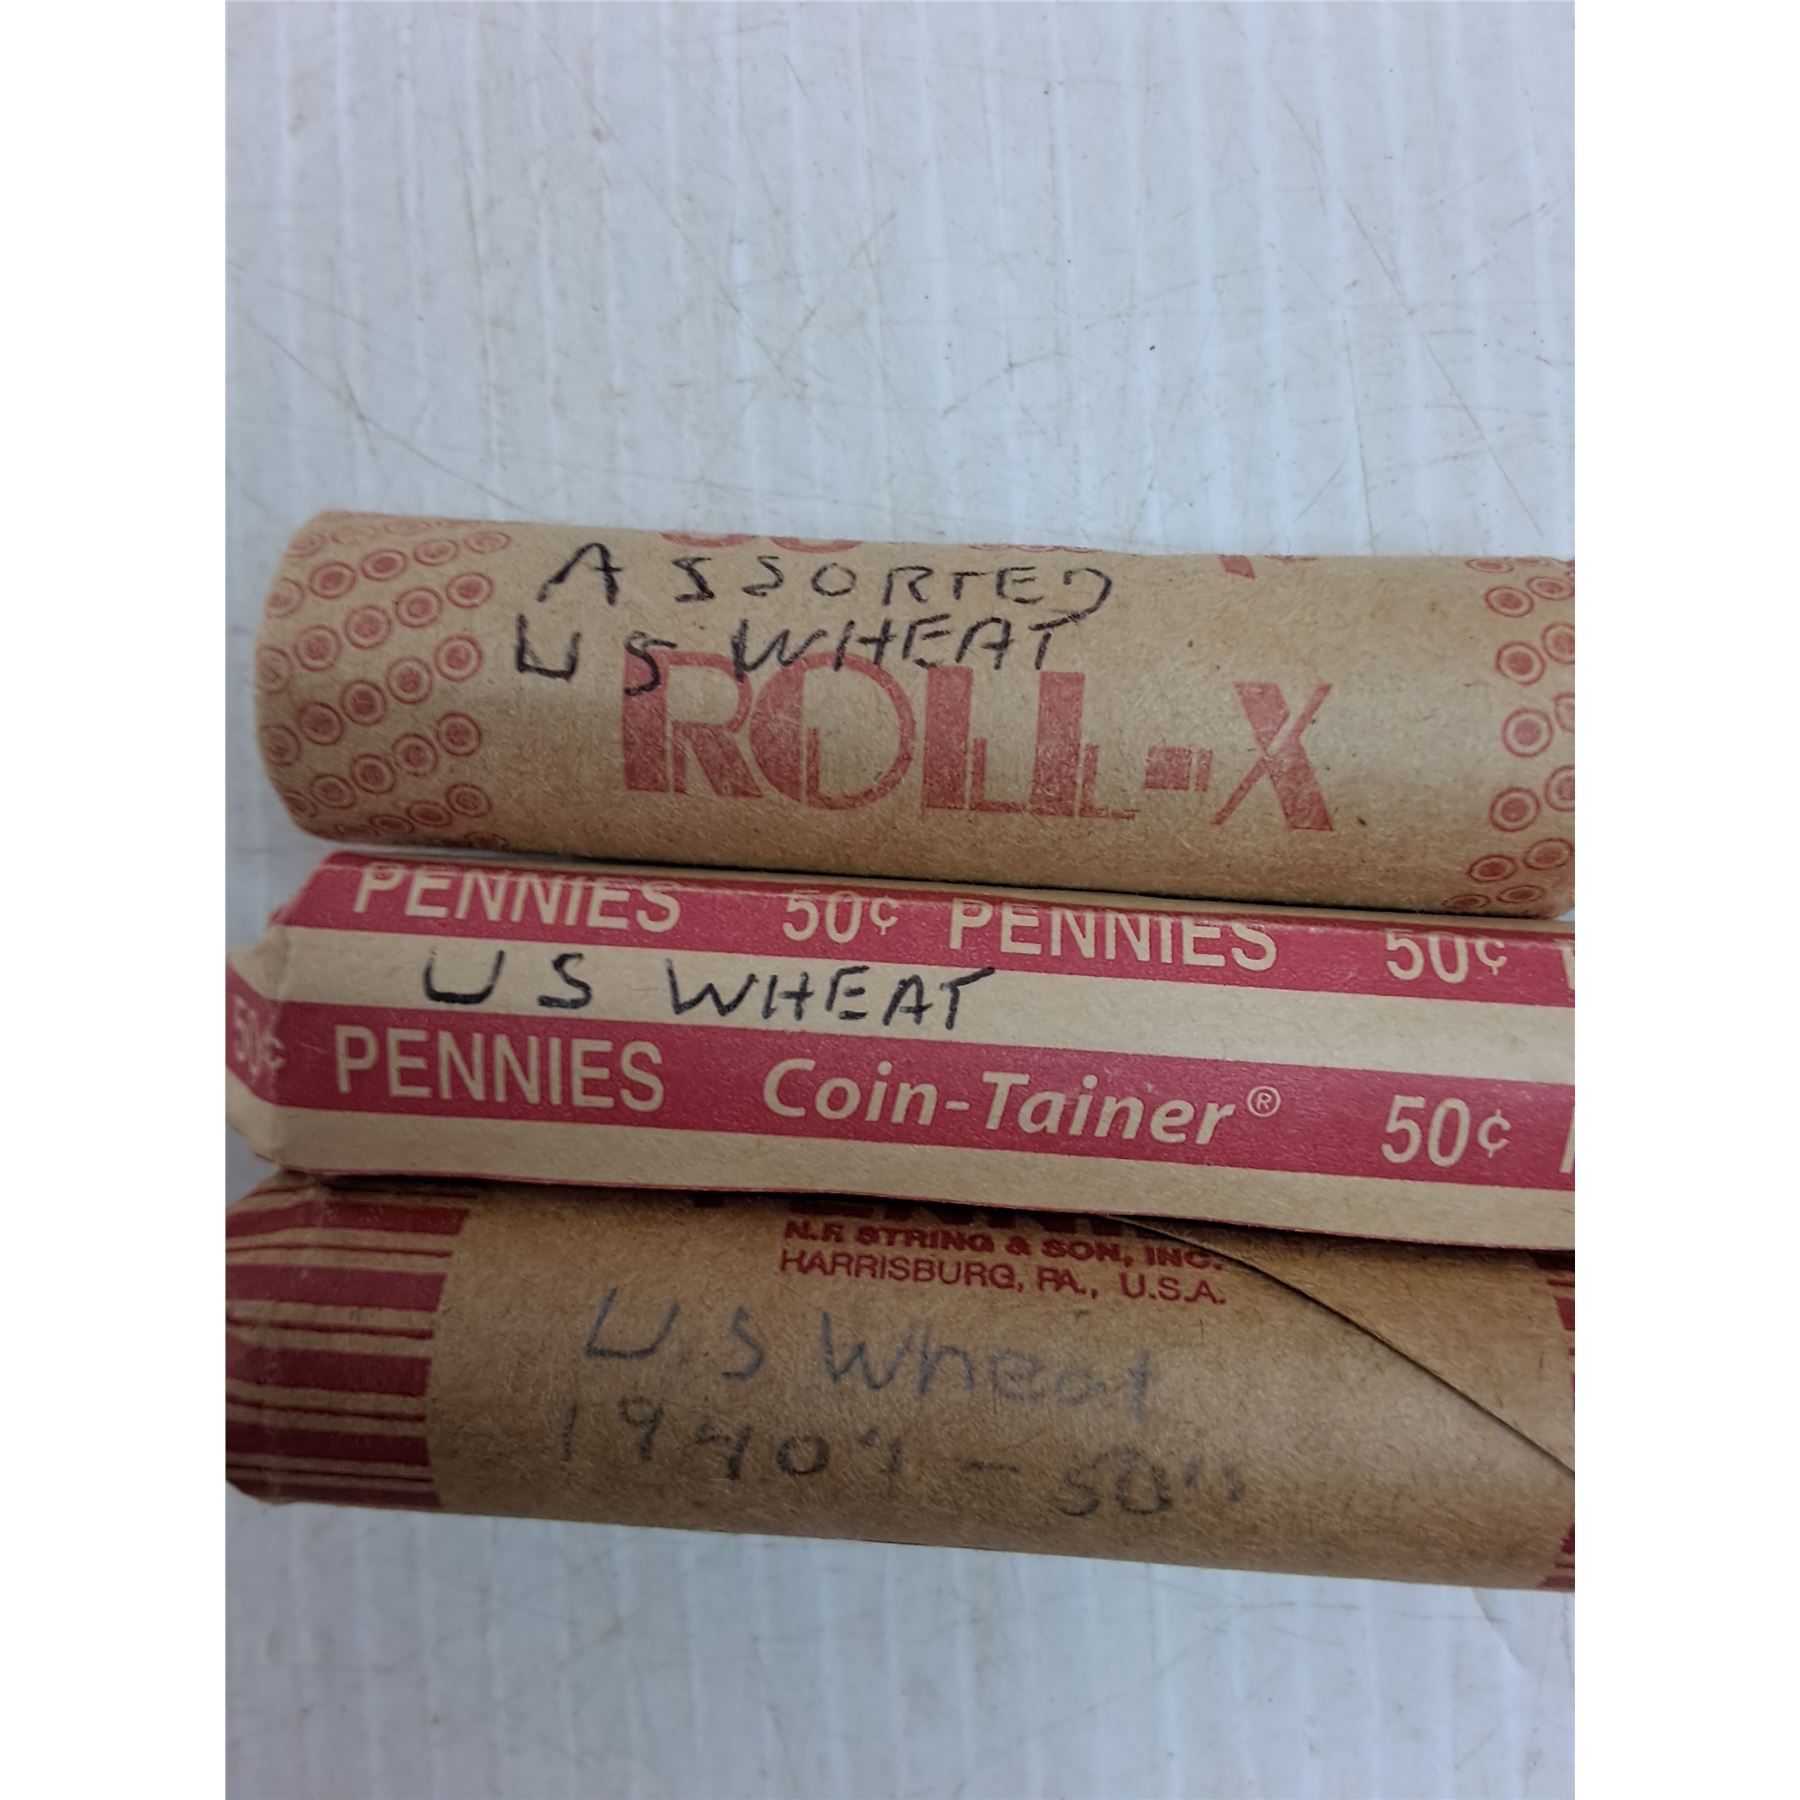 ASSORTED
US WHEAT
ROLL-X
PENNIES 50¢ PENNIES 50¢
US WHEAT
50¢ PENNIES Coin-Tainer® 50¢
N.F. STRING & SON, INC.
HARRISBURG, PA., U.S.A.
US Wheat
1940's - 50's